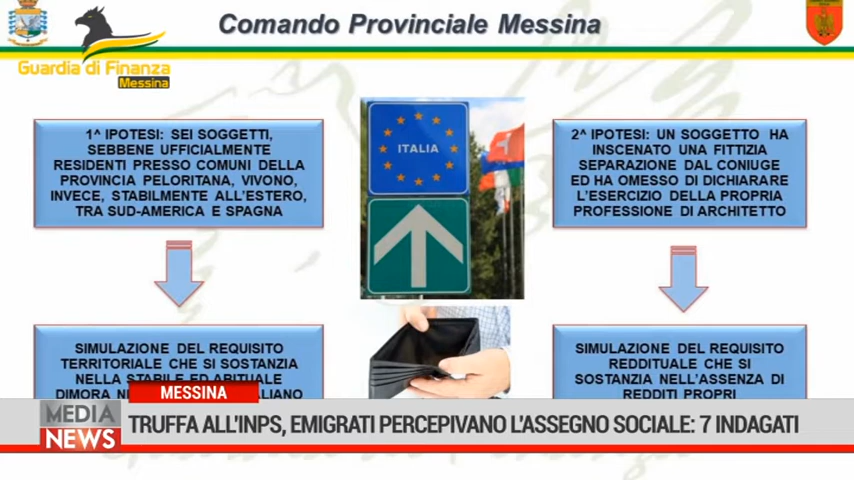 Comando Provinciale Messina
Guardia di Finanza
Messina
1^ IPOTESI: SEI SOGGETTI,
SEBBENE UFFICIALMENTE
RESIDENTI PRESSO COMUNI DELLA
PROVINCIA PELORITANA, VIVONO,
INVECE, STABILMENTE ALL'ESTERO,
TRA SUD-AMERICA E SPAGNA
ITALIA
2^ IPOTESI: UN SOGGETTO HA
INSCENATO UNA FITTIZIA
SEPARAZIONE DAL CONIUGE
ED HA OMESSO DI DICHIARARE
L'ESERCIZIO DELLA PROPRIA
PROFESSIONE DI ARCHITETTO
SIMULAZIONE DEL REQUISITO
TERRITORIALE CHE SI SOSTANZIA
NELLA STABILE ED ABITUALE
DIMORA
SIMULAZIONE DEL REQUISITO
REDDITUALE CHE SI
SOSTANZIA NELL'ASSENZA DI
REDDITI PROPRI
MESSINA
MEDIA
NEWS
TRUFFA ALL'INPS, EMIGRATI PERCEPIVANO L'ASSEGNO SOCIALE: 7 INDAGATI